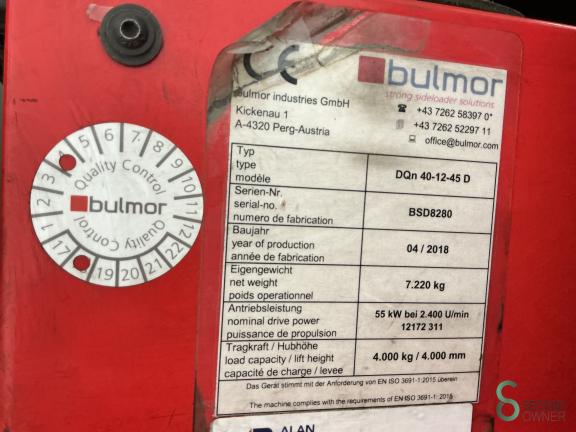 CE
bulmor
strong sideloader solutions
bulmor industries GmbH
Kickenau 1
A-4320 Perg-Austria
+43 7262 58397 0*
+43 7262 52297 11
office@bulmor.com
Typ
type
modèle
DQn 40-12-45 D
Serien-Nr.
serial-no.
numero de fabrication
BSD8280
Baujahr
year of production
année de fabrication
04 / 2018
Eigengewicht
net weight
poids operationnel
7.220 kg
Antriebsleistung
nominal drive power
puissance de propulsion
55 kW bei 2.400 U/min
12172 311
Tragkraft / Hubhöhe
load capacity / lift height
capacité de charge / levee
4.000 kg / 4.000 mm
Das Gerät stimmt mit der Anforderung von EN ISO 3691-1:2015 überein
The machine complies with the requirements of EN ISO 3691-1: 2015
ALAN
1 2 3 4 5 6 7 8 9 10 11 12
Quality Control
bulmor
Quality Control
17 19 20 21 22
SECOND
OWNER